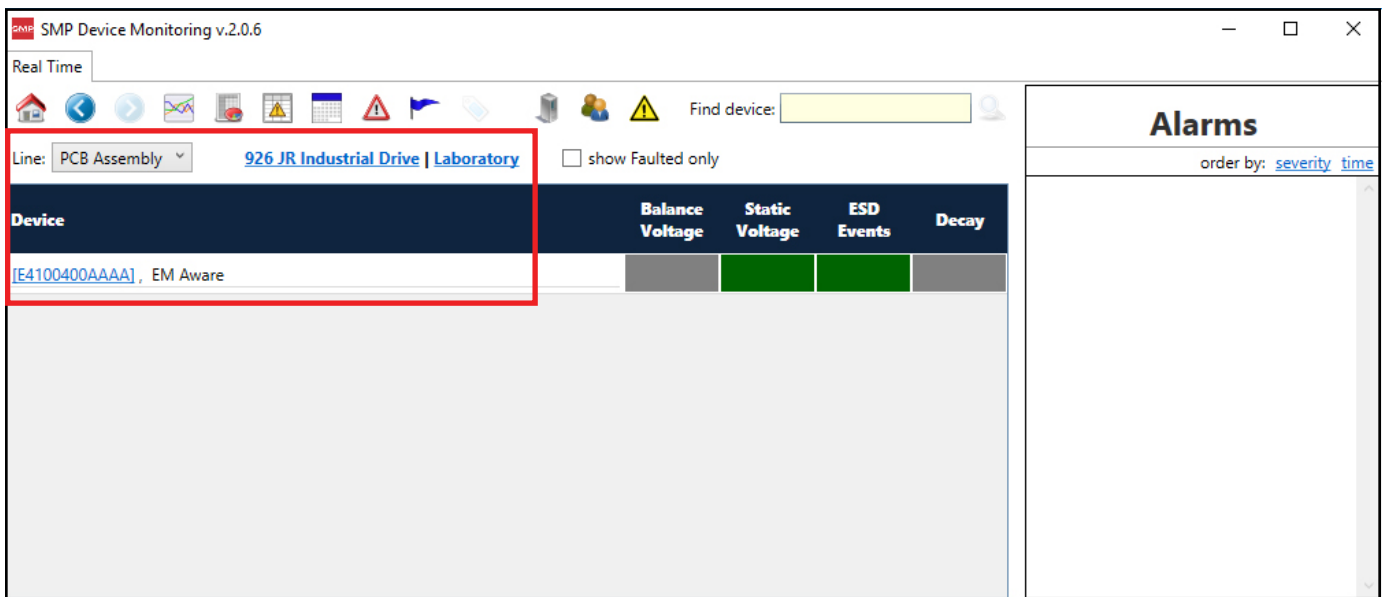 SMP SMP Device Monitoring v.2.0.6
Real Time
Find device:
Line: PCB Assembly 926 JR Industrial Drive | Laboratory show Faulted only
Device Balance Voltage Static Voltage ESD Events Decay
[E4100400AAAA] , EM Aware
Alarms
order by: severity time